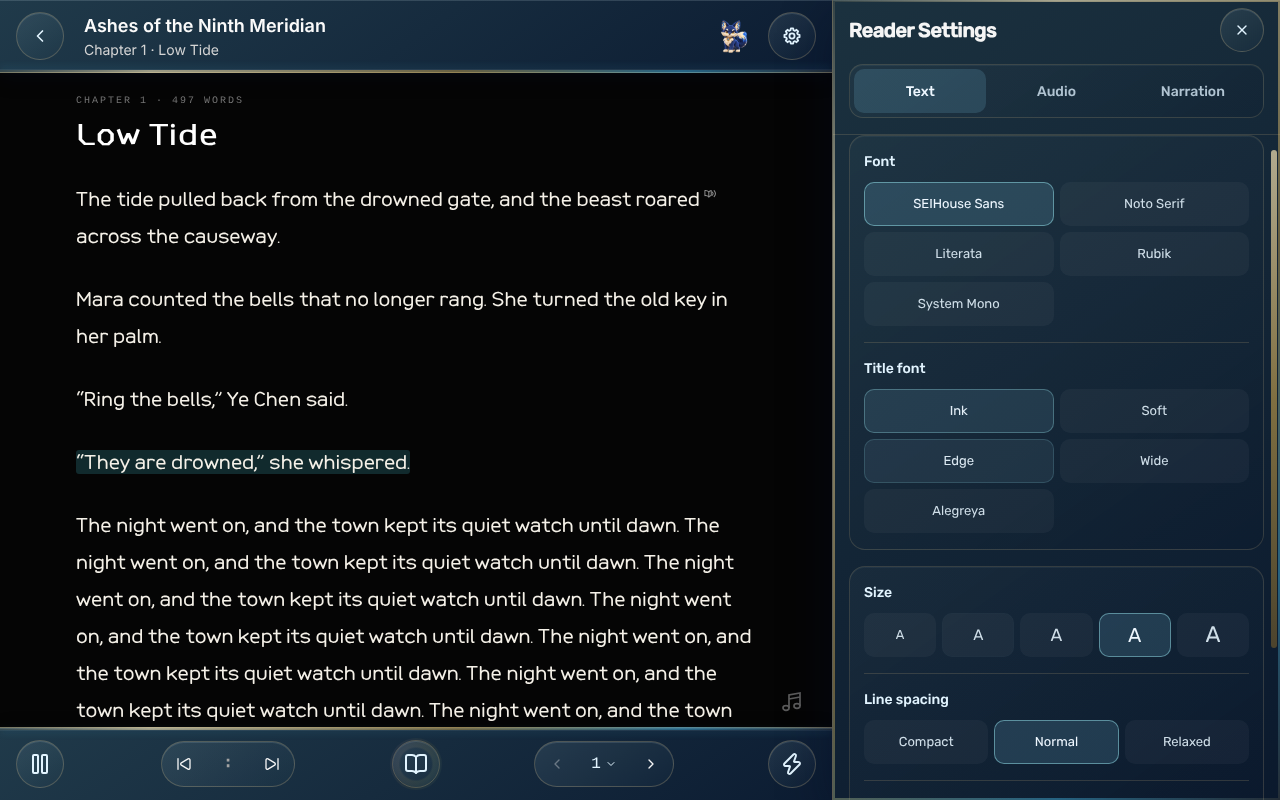 Ashes of the Ninth Meridian
Chapter 1 · Low Tide
CHAPTER 1 · 497 WORDS
Low Tide
The tide pulled back from the drowned gate, and the beast roared
across the causeway.
Mara counted the bells that no longer rang. She turned the old key in
her palm.
“Ring the bells,” Ye Chen said.
“They are drowned,” she whispered.
The night went on, and the town kept its quiet watch until dawn. The
night went on, and the town kept its quiet watch until dawn. The night
went on, and the town kept its quiet watch until dawn. The night went
on, and the town kept its quiet watch until dawn. The night went on, and
the town kept its quiet watch until dawn. The night went on, and the
town kept its quiet watch until dawn. The night went on, and the town
:
1
Reader Settings
Text Audio Narration
Font
SEIHouse Sans Noto Serif
Literata Rubik
System Mono
Title font
Ink Soft
Edge Wide
Alegreya
Size
A A A A A
Line spacing
Compact Normal Relaxed